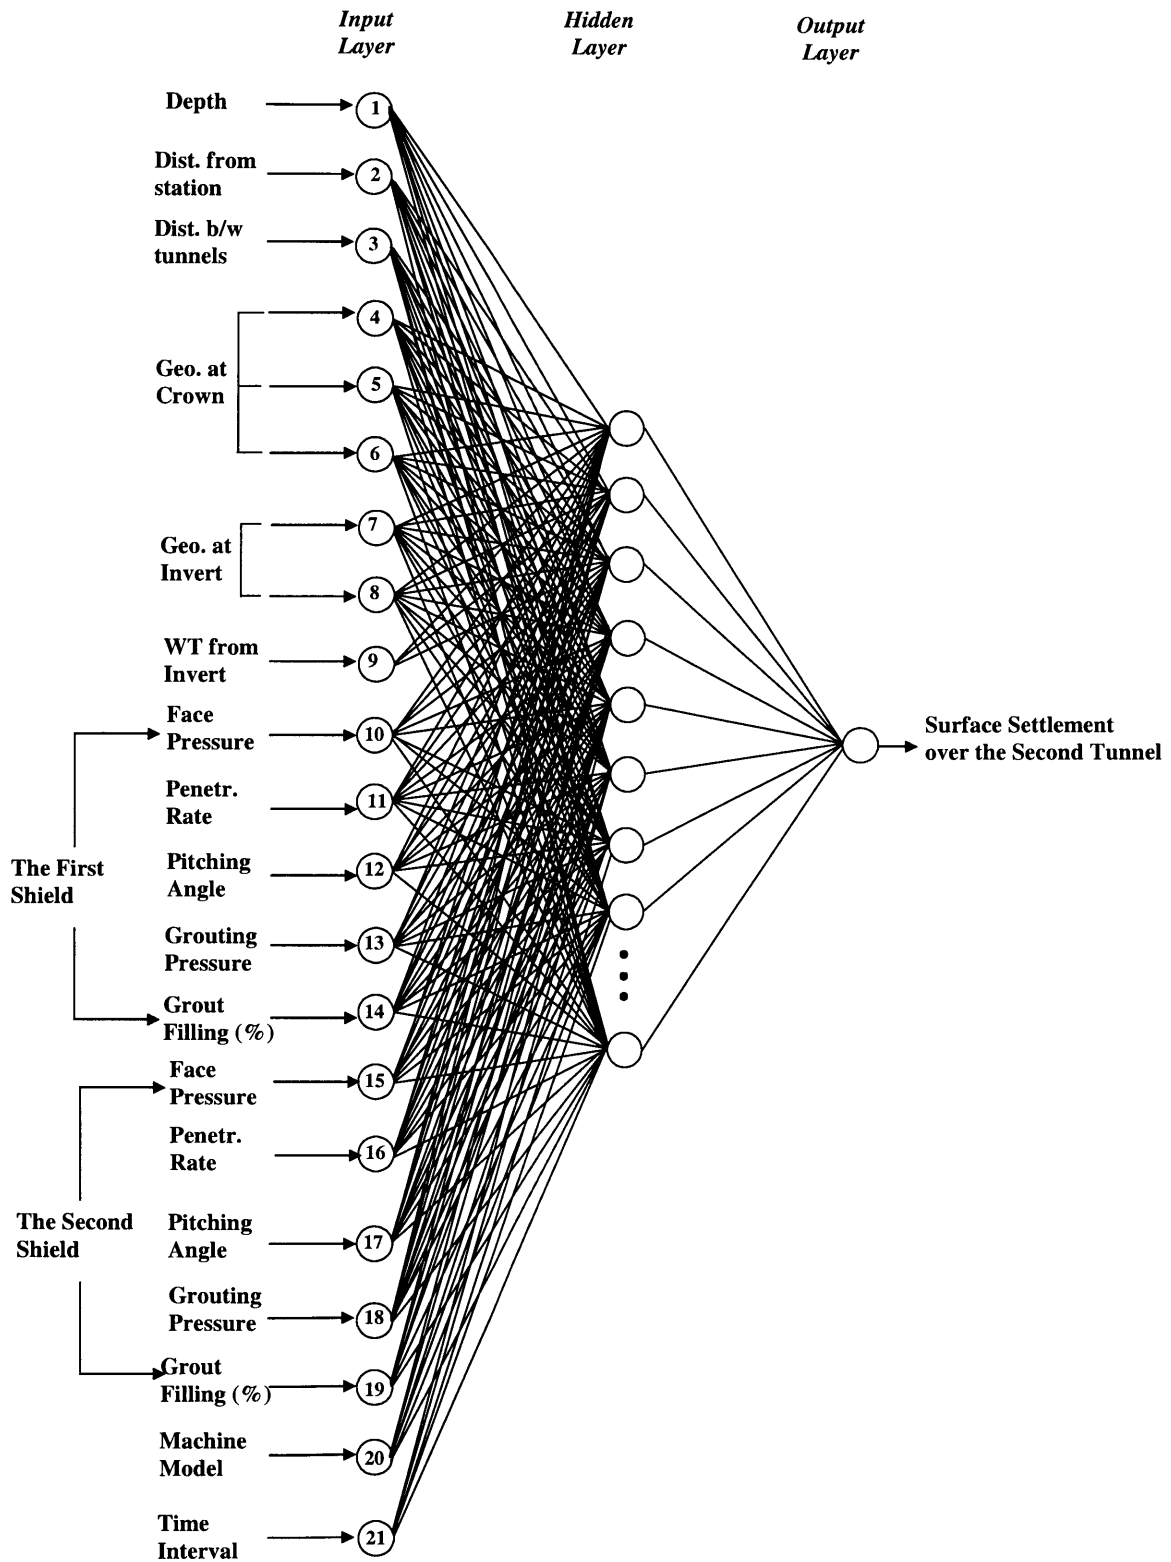 Input
Layer
Hidden
Layer
Output
Layer
Depth
1
Dist. from
station
2
Dist. b/w
tunnels
3
4
Geo. at
Crown
5
6
7
Geo. at
Invert
8
WT from
Invert
9
Face
Pressure
10
Surface Settlement
over the Second Tunnel
Penetr.
Rate
11
The First
Shield
Pitching
Angle
12
Grouting
Pressure
13
Grout
Filling (%)
14
Face
Pressure
15
Penetr.
Rate
16
The Second
Shield
Pitching
Angle
17
Grouting
Pressure
18
Grout
Filling (%)
19
Machine
Model
20
Time
Interval
21